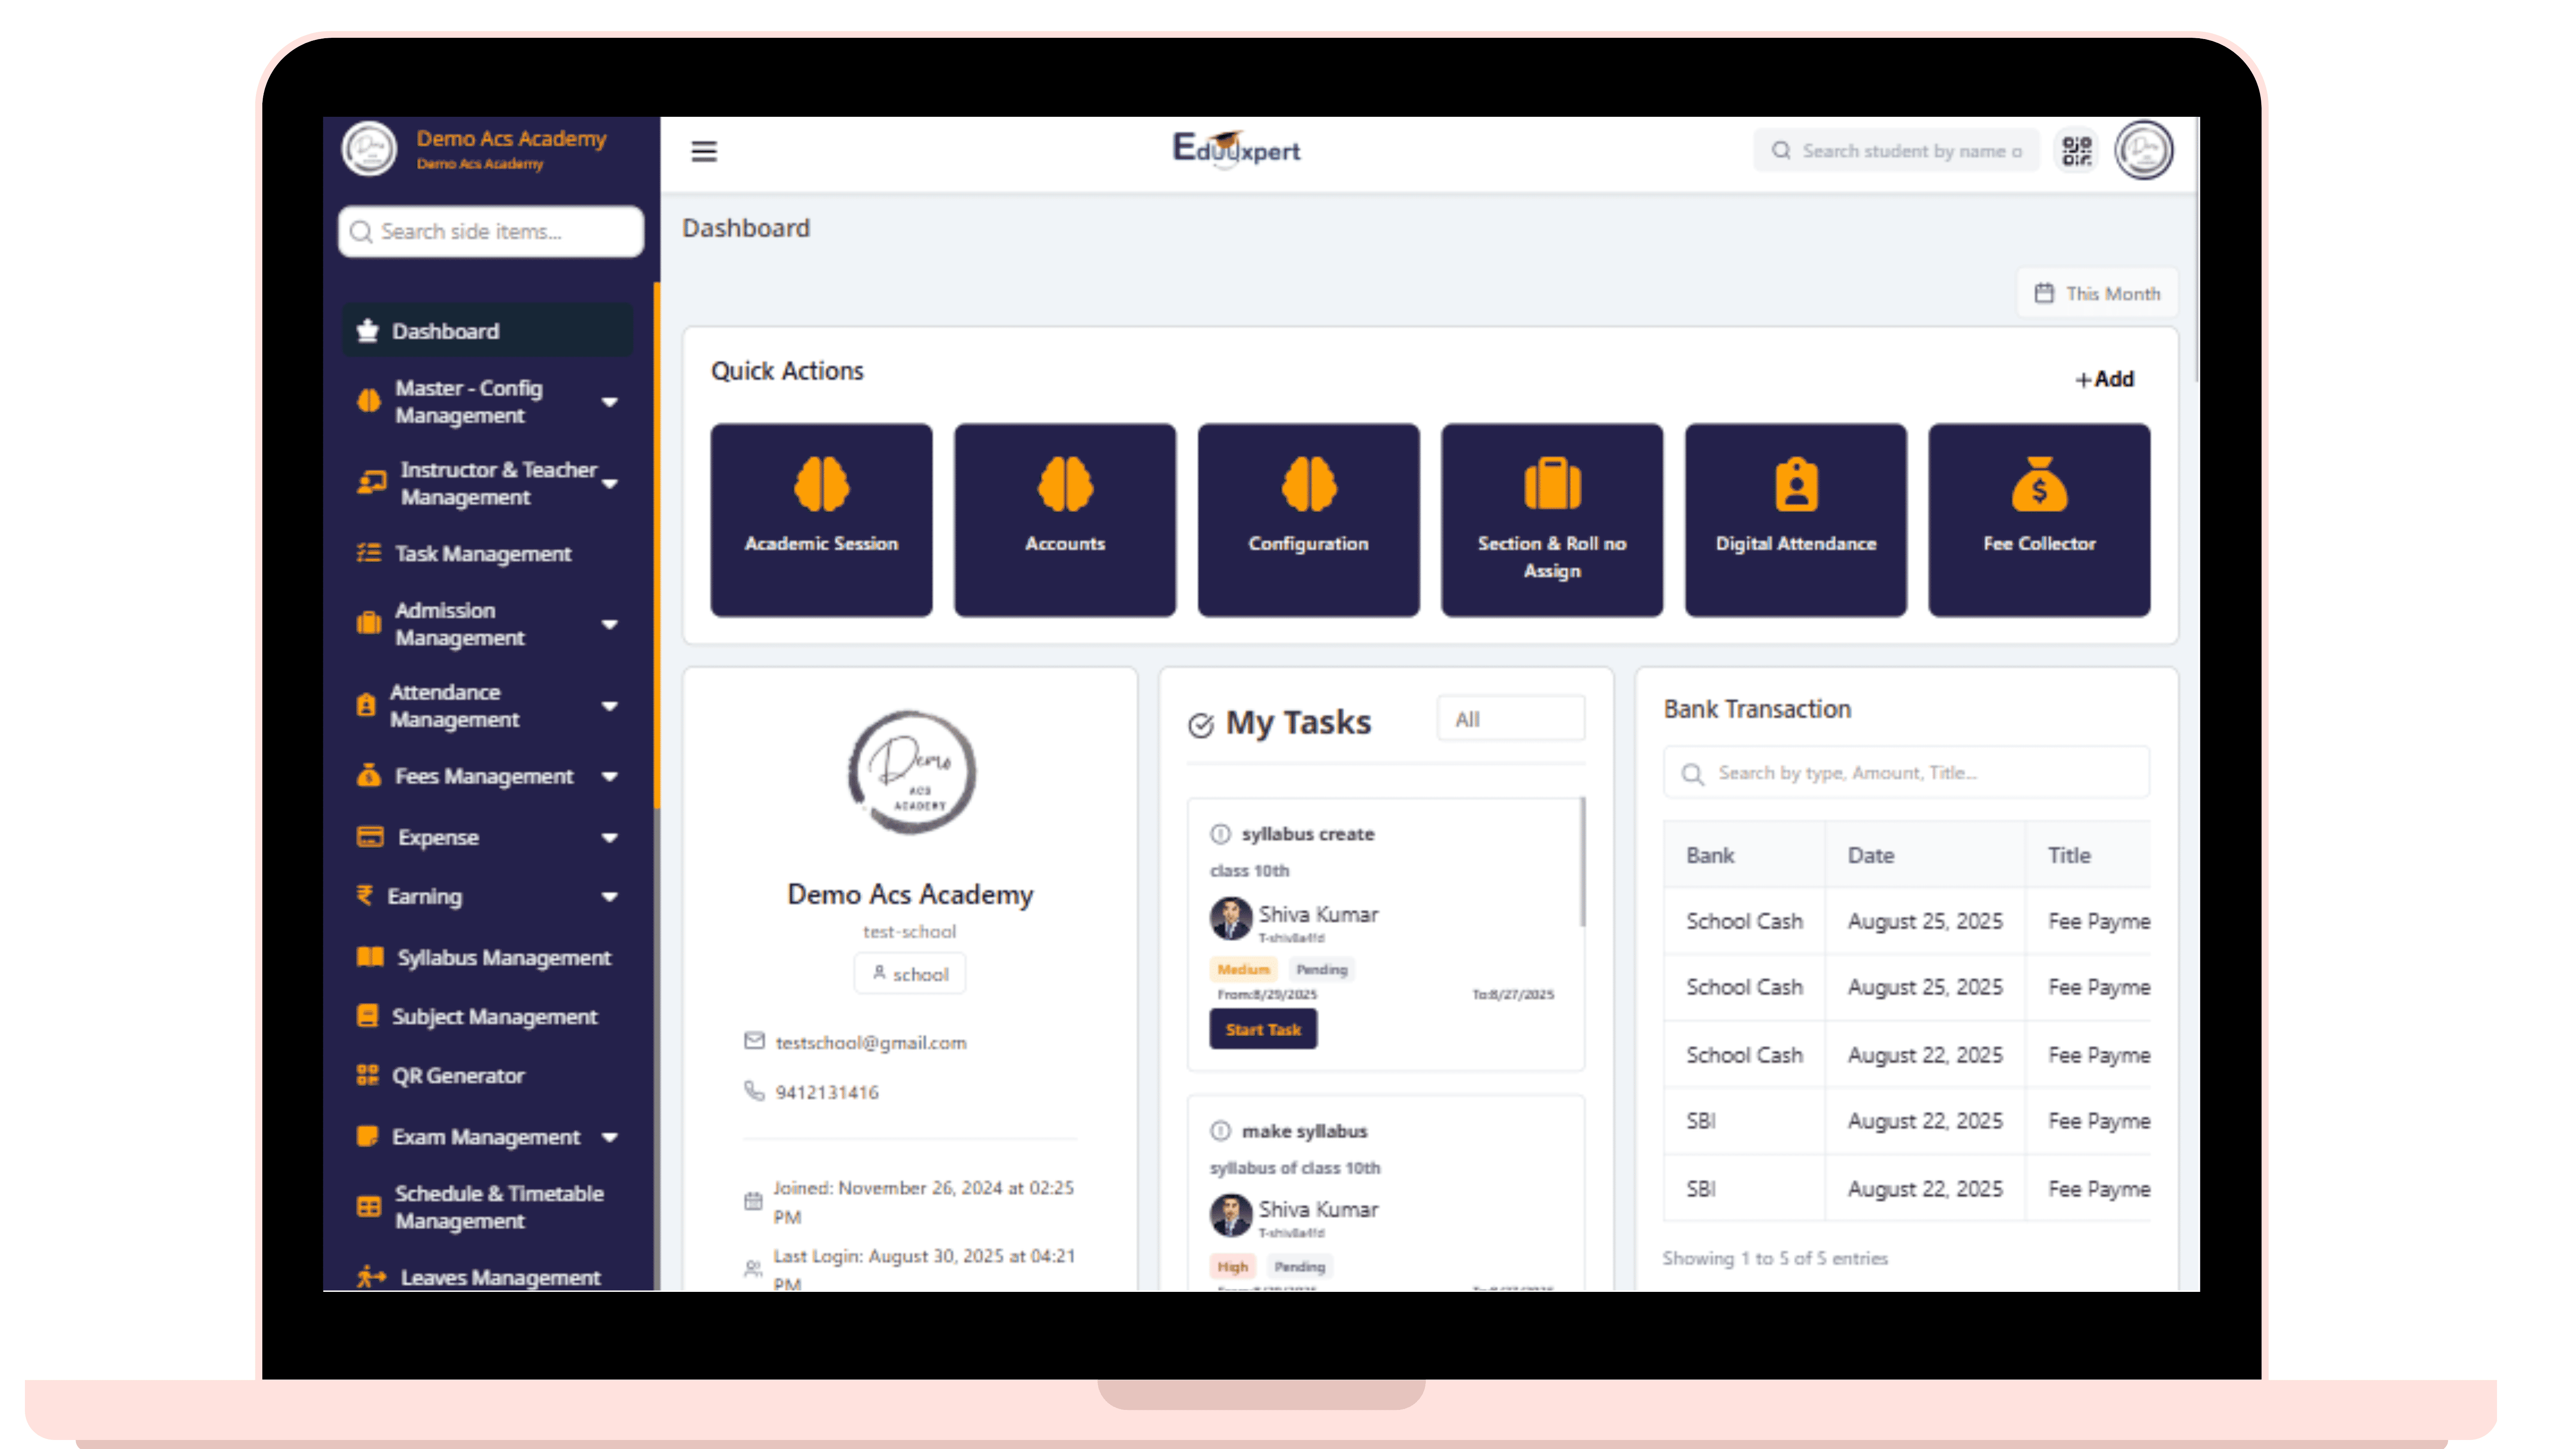 Demo Acs Academy
Demo Acs Academy
Search side items...
Dashboard
Master - Config
Management
Instructor & Teacher
Management
Task Management
Admission
Management
Attendance
Management
Fees Management
Expense
Earning
Syllabus Management
Subject Management
QR Generator
Exam Management
Schedule & Timetable
Management
Leaves Management
Eduuxpert
Search student by name o
Dashboard
This Month
Quick Actions
+Add
Academic Session
Accounts
Configuration
Section & Roll no
Assign
Digital Attendance
Fee Collector
Demo
ACS
ACADEMY
Demo Acs Academy
test-school
school
testschool@gmail.com
9412131416
Joined: November 26, 2024 at 02:25
PM
Last Login: August 30, 2025 at 04:21
PM
My Tasks
All
syllabus create
class 10th
Shiva Kumar
Medium Pending
From:8/29/2025 To:8/27/2025
Start Task
make syllabus
syllabus of class 10th
Shiva Kumar
High Pending
Bank Transaction
Search by type, Amount, Title...
Bank Date Title
School Cash August 25, 2025 Fee Payme
School Cash August 25, 2025 Fee Payme
School Cash August 22, 2025 Fee Payme
SBI August 22, 2025 Fee Payme
SBI August 22, 2025 Fee Payme
Showing 1 to 5 of 5 entries